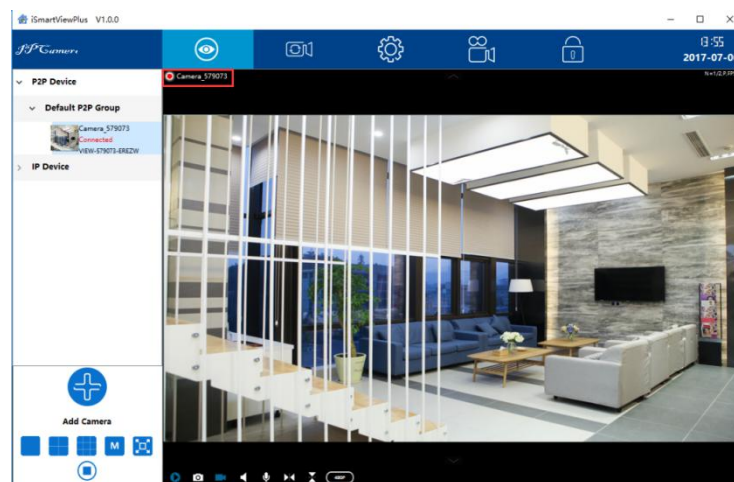 iSmartViewPlus V1.0.0
13:55
2017-07-0
P2P Device
Default P2P Group
Camera_579073
Connected
VIEW-579073-EREZW
IP Device
Camera_579073
Add Camera
M